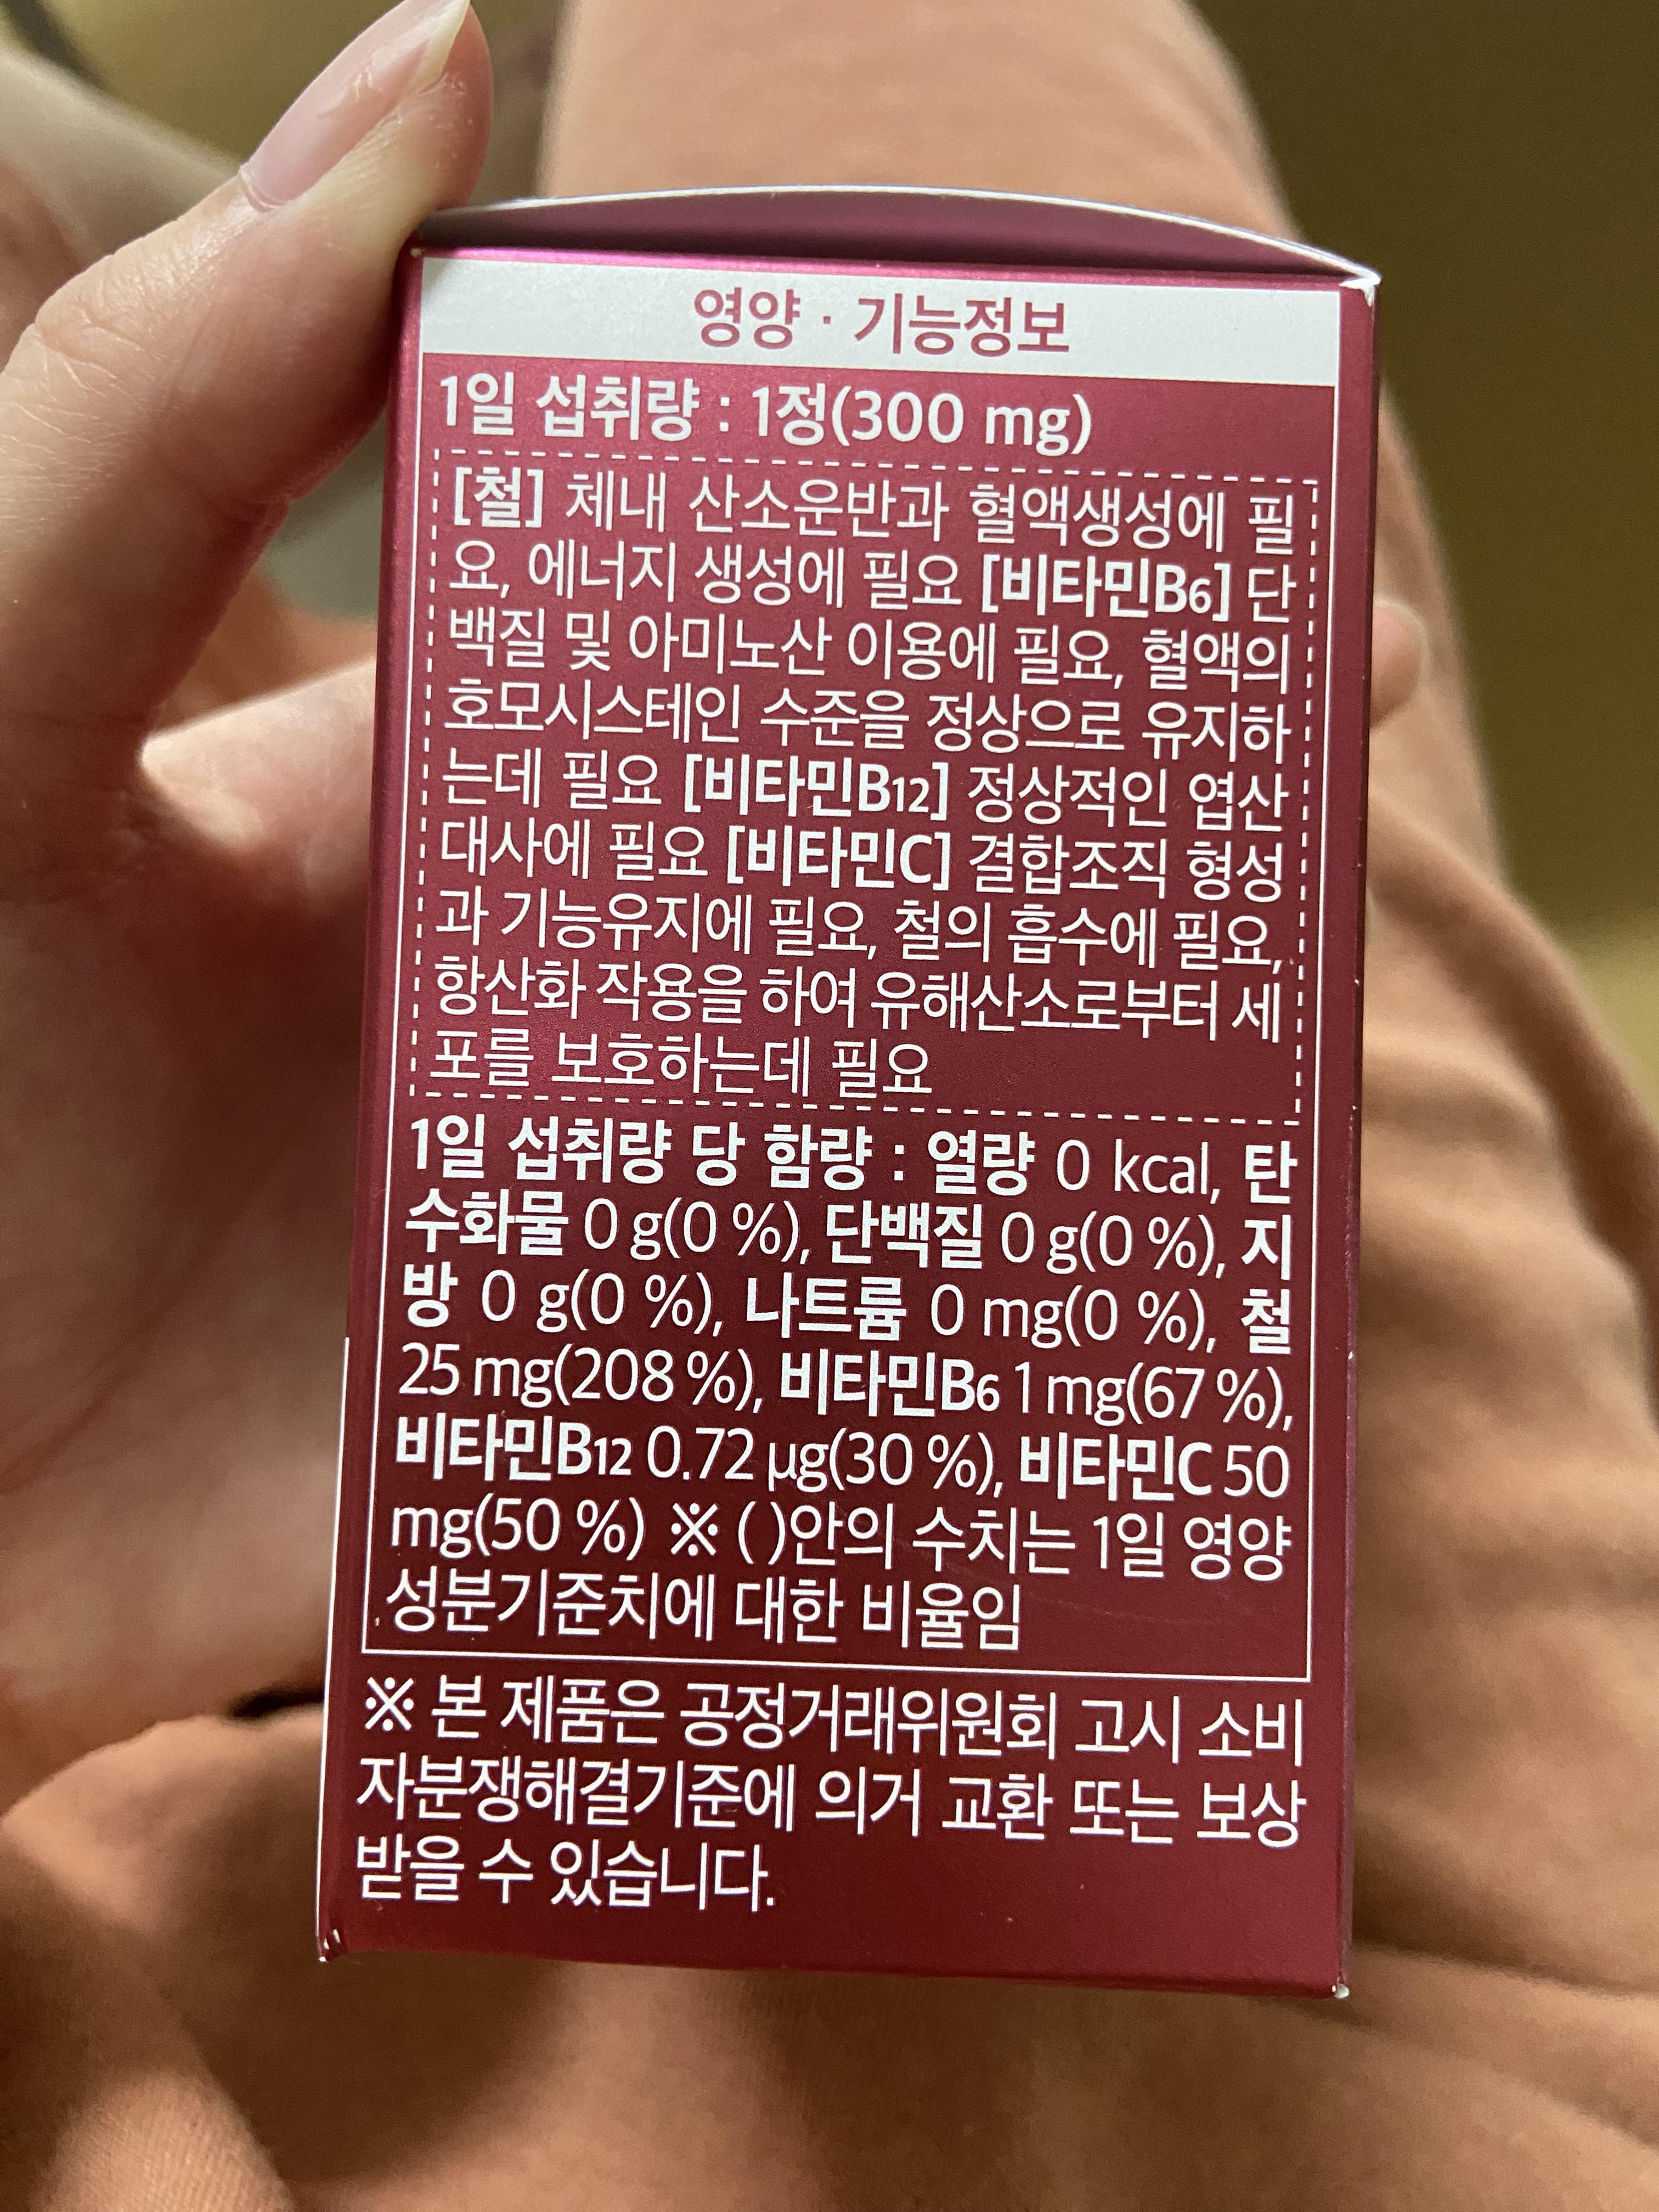 영양 · 기능정보
1일 섭취량 : 1정(300 mg)
[철] 체내 산소운반과 혈액생성에 필
요, 에너지 생성에 필요 [비타민B6] 단
백질 및 아미노산 이용에 필요, 혈액의
호모시스테인 수준을 정상으로 유지하
는데 필요 [비타민B12] 정상적인 엽산
대사에 필요 [비타민C] 결합조직 형성
과 기능유지에 필요, 철의 흡수에 필요,
항산화 작용을 하여 유해산소로부터 세
포를 보호하는데 필요
1일 섭취량 당 함량 : 열량 0 kcal, 탄
수화물 0 g(0 %), 단백질 0 g(0 %), 지
방 0 g(0 %), 나트륨 0 mg(0 %), 철
25 mg(208 %), 비타민B6 1 mg(67 %),
비타민B12 0.72 µg(30 %), 비타민C 50
mg(50 %) ※ ( )안의 수치는 1일 영양
성분기준치에 대한 비율임
※ 본 제품은 공정거래위원회 고시 소비
자분쟁해결기준에 의거 교환 또는 보상
받을 수 있습니다.